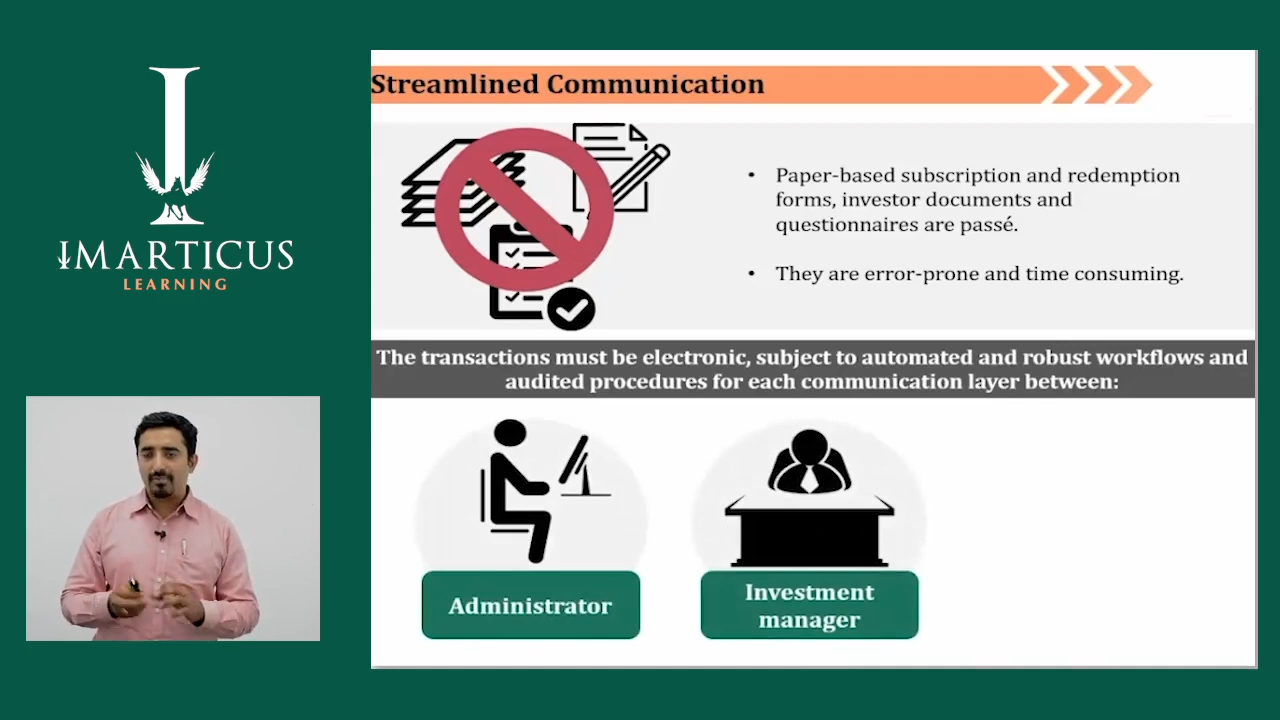 IMARTICUS
LEARNING
Streamlined Communication
• Paper-based subscription and redemption
forms, investor documents and
questionnaires are passé.
• They are error-prone and time consuming.
The transactions must be electronic, subject to automated and robust workflows and
audited procedures for each communication layer between:
Administrator
Investment
manager